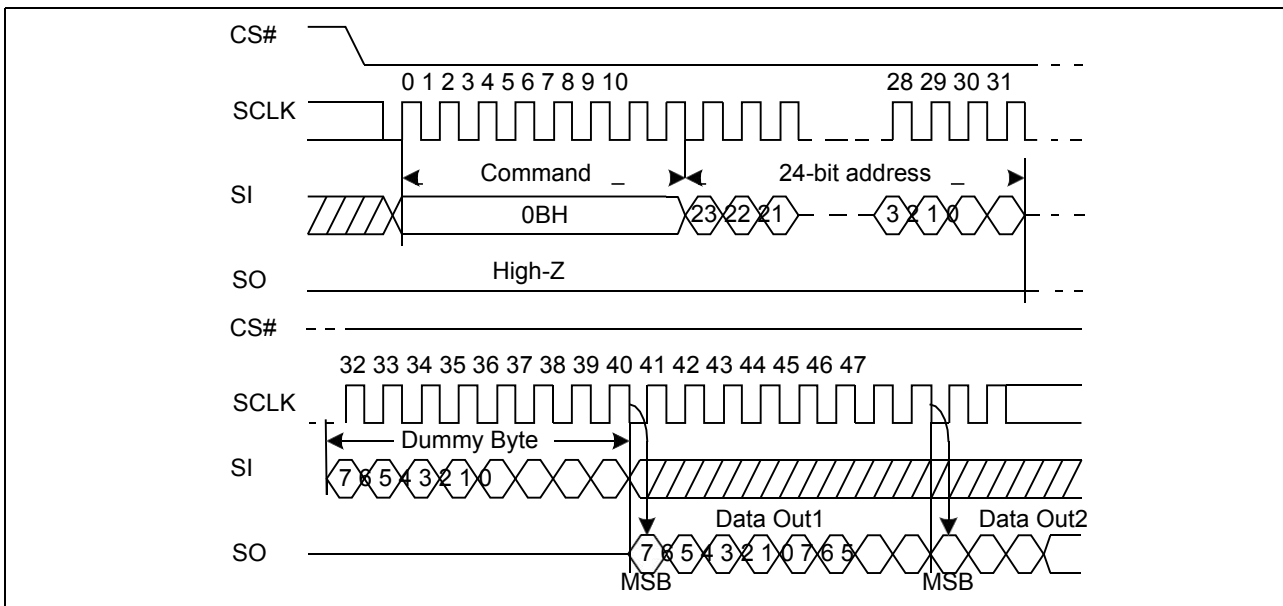 CS#
0 1 2 3 4 5 6 7 8 9 10 28 29 30 31
SCLK
Command 24-bit address
SI
0BH 23 22 21 3 2 1 0
High-Z
SO
CS#
32 33 34 35 36 37 38 39 40 41 42 43 44 45 46 47
SCLK
Dummy Byte
SI
7 6 5 4 3 2 1 0
Data Out1 Data Out2
SO
7 6 5 4 3 2 1 0 7 6 5
MSB MSB